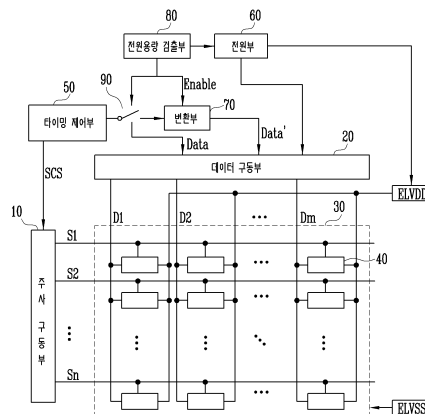 80
60
전원용량 검출부
전원부
50
90
Enable
타이밍 제어부
변환부
70
Data
Data'
20
데이터 구동부
SCS
10
D1
D2
Dm
30
ELVDD
S1
주사 구동부
40
S2
Sn
ELVSS